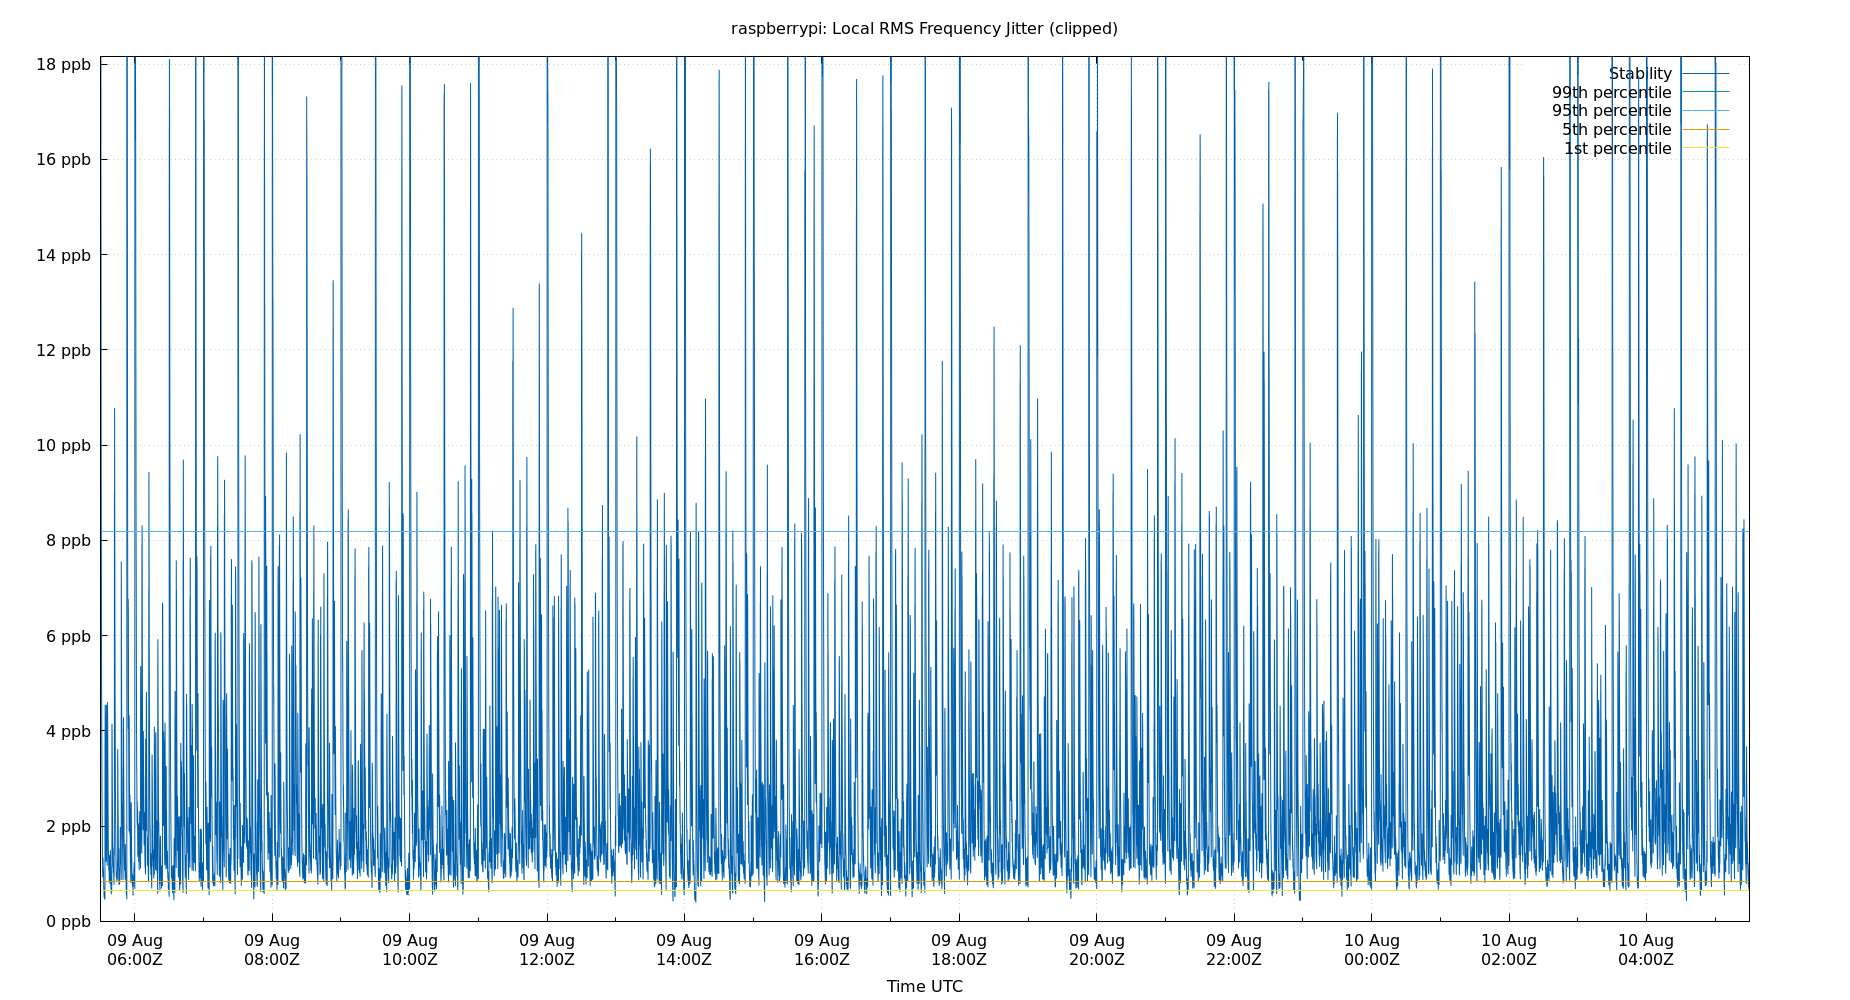 raspberrypi: Local RMS Frequency Jitter (clipped)
18 ppb
16 ppb
14 ppb
12 ppb
10 ppb
8 ppb
6 ppb
4 ppb
2 ppb
0 ppb
Stability
99th percentile
95th percentile
5th percentile
1st percentile
09 Aug 09 Aug 09 Aug 09 Aug 09 Aug 09 Aug 09 Aug 09 Aug 09 Aug 10 Aug 10 Aug 10 Aug
06:00Z 08:00Z 10:00Z 12:00Z 14:00Z 16:00Z 18:00Z 20:00Z 22:00Z 00:00Z 02:00Z 04:00Z
Time UTC